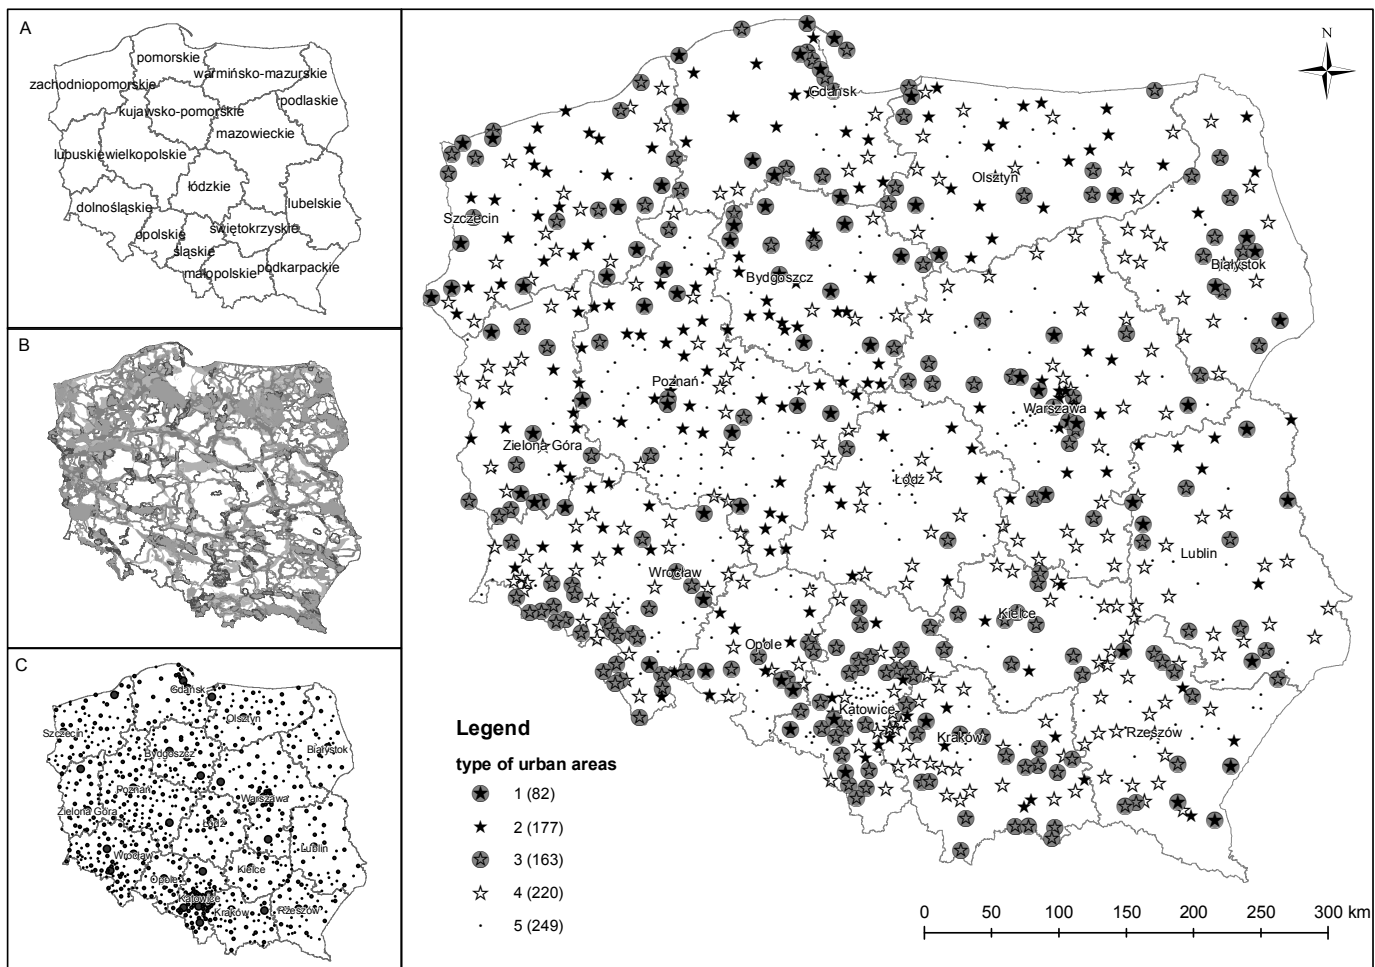 A
pomorskie
warmińsko-mazurskie
zachodniopomorskie
podlaskie
kujawsko-pomorskie
mazowieckie
lubuskie
wielkopolskie
łódzkie
dolnośląskie
lubelskie
opolskie
świętokrzyskie
śląskie
małopolskie
podkarpackie
B
C
Gdańsk
Olsztyn
Szczecin
Białystok
Bydgoszcz
Poznań
Warszawa
Zielona Góra
Łódź
Lublin
Wrocław
Kielce
Opole
Katowice
Kraków
Rzeszów
N
Gdańsk
Olsztyn
Szczecin
Białystok
Bydgoszcz
Poznań
Warszawa
Zielona Góra
Łódź
Lublin
Wrocław
Kielce
Opole
Katowice
Kraków
Rzeszów
Legend
type of urban areas
1 (82)
2 (177)
3 (163)
4 (220)
5 (249)
0 50 100 150 200 250 300 km